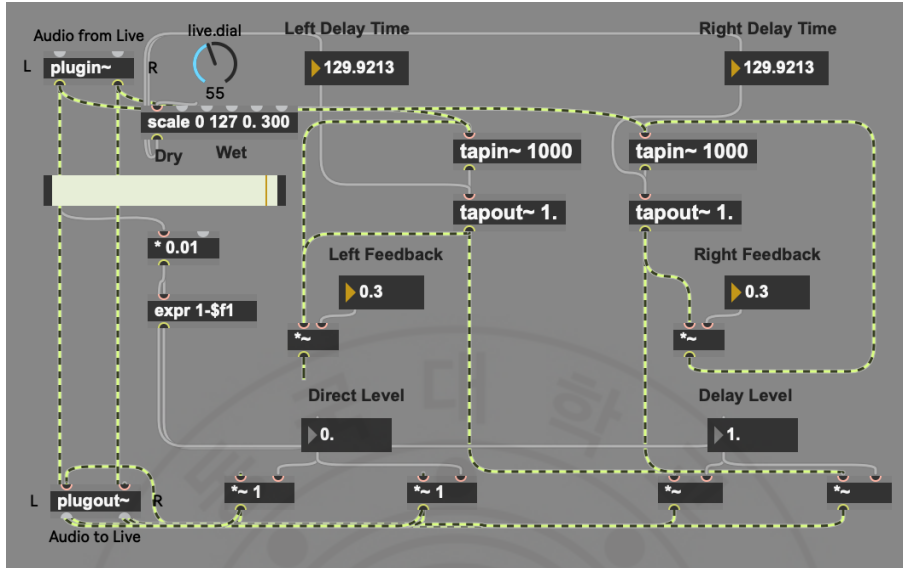 Audio from Live
live.dial
Left Delay Time
Right Delay Time
L
plugin~
R
129.9213
129.9213
55
scale 0 127 0. 300
Dry
Wet
tapin~ 1000
tapin~ 1000
tapout~ 1.
tapout~ 1.
* 0.01
Left Feedback
Right Feedback
0.3
0.3
expr 1-$f1
*~
*~
Direct Level
Delay Level
0.
1.
*~ 1
*~ 1
*~
*~
L
plugout~
R
Audio to Live
대
학